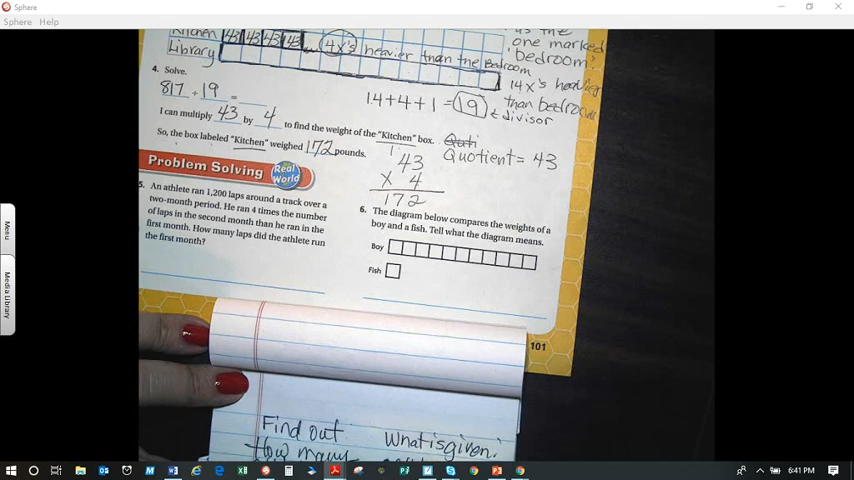 Sphere
Sphere Help
Kitchen 43 43 43 43
4x's heavier than the Bedroom
Library
as the
one marked
"bedroom"?
14x's heavier
than bedroom
4. Solve.
817 ÷ 19 =
14+4+1 = 19 ← divisor
I can multiply 43 by 4 to find the weight of the "Kitchen" box.
Quotient = 43
So, the box labeled "Kitchen" weighed 172 pounds.
1
43
X 4
172
Problem Solving Real World
5. An athlete ran 1,200 laps around a track over a
two-month period. He ran 4 times the number
of laps in the second month than he ran in the
first month. How many laps did the athlete run
the first month?
6. The diagram below compares the weights of a
boy and a fish. Tell what the diagram means.
Boy
Fish
101
Menu
Media Library
Find out
How many
What is given:
6:41 PM